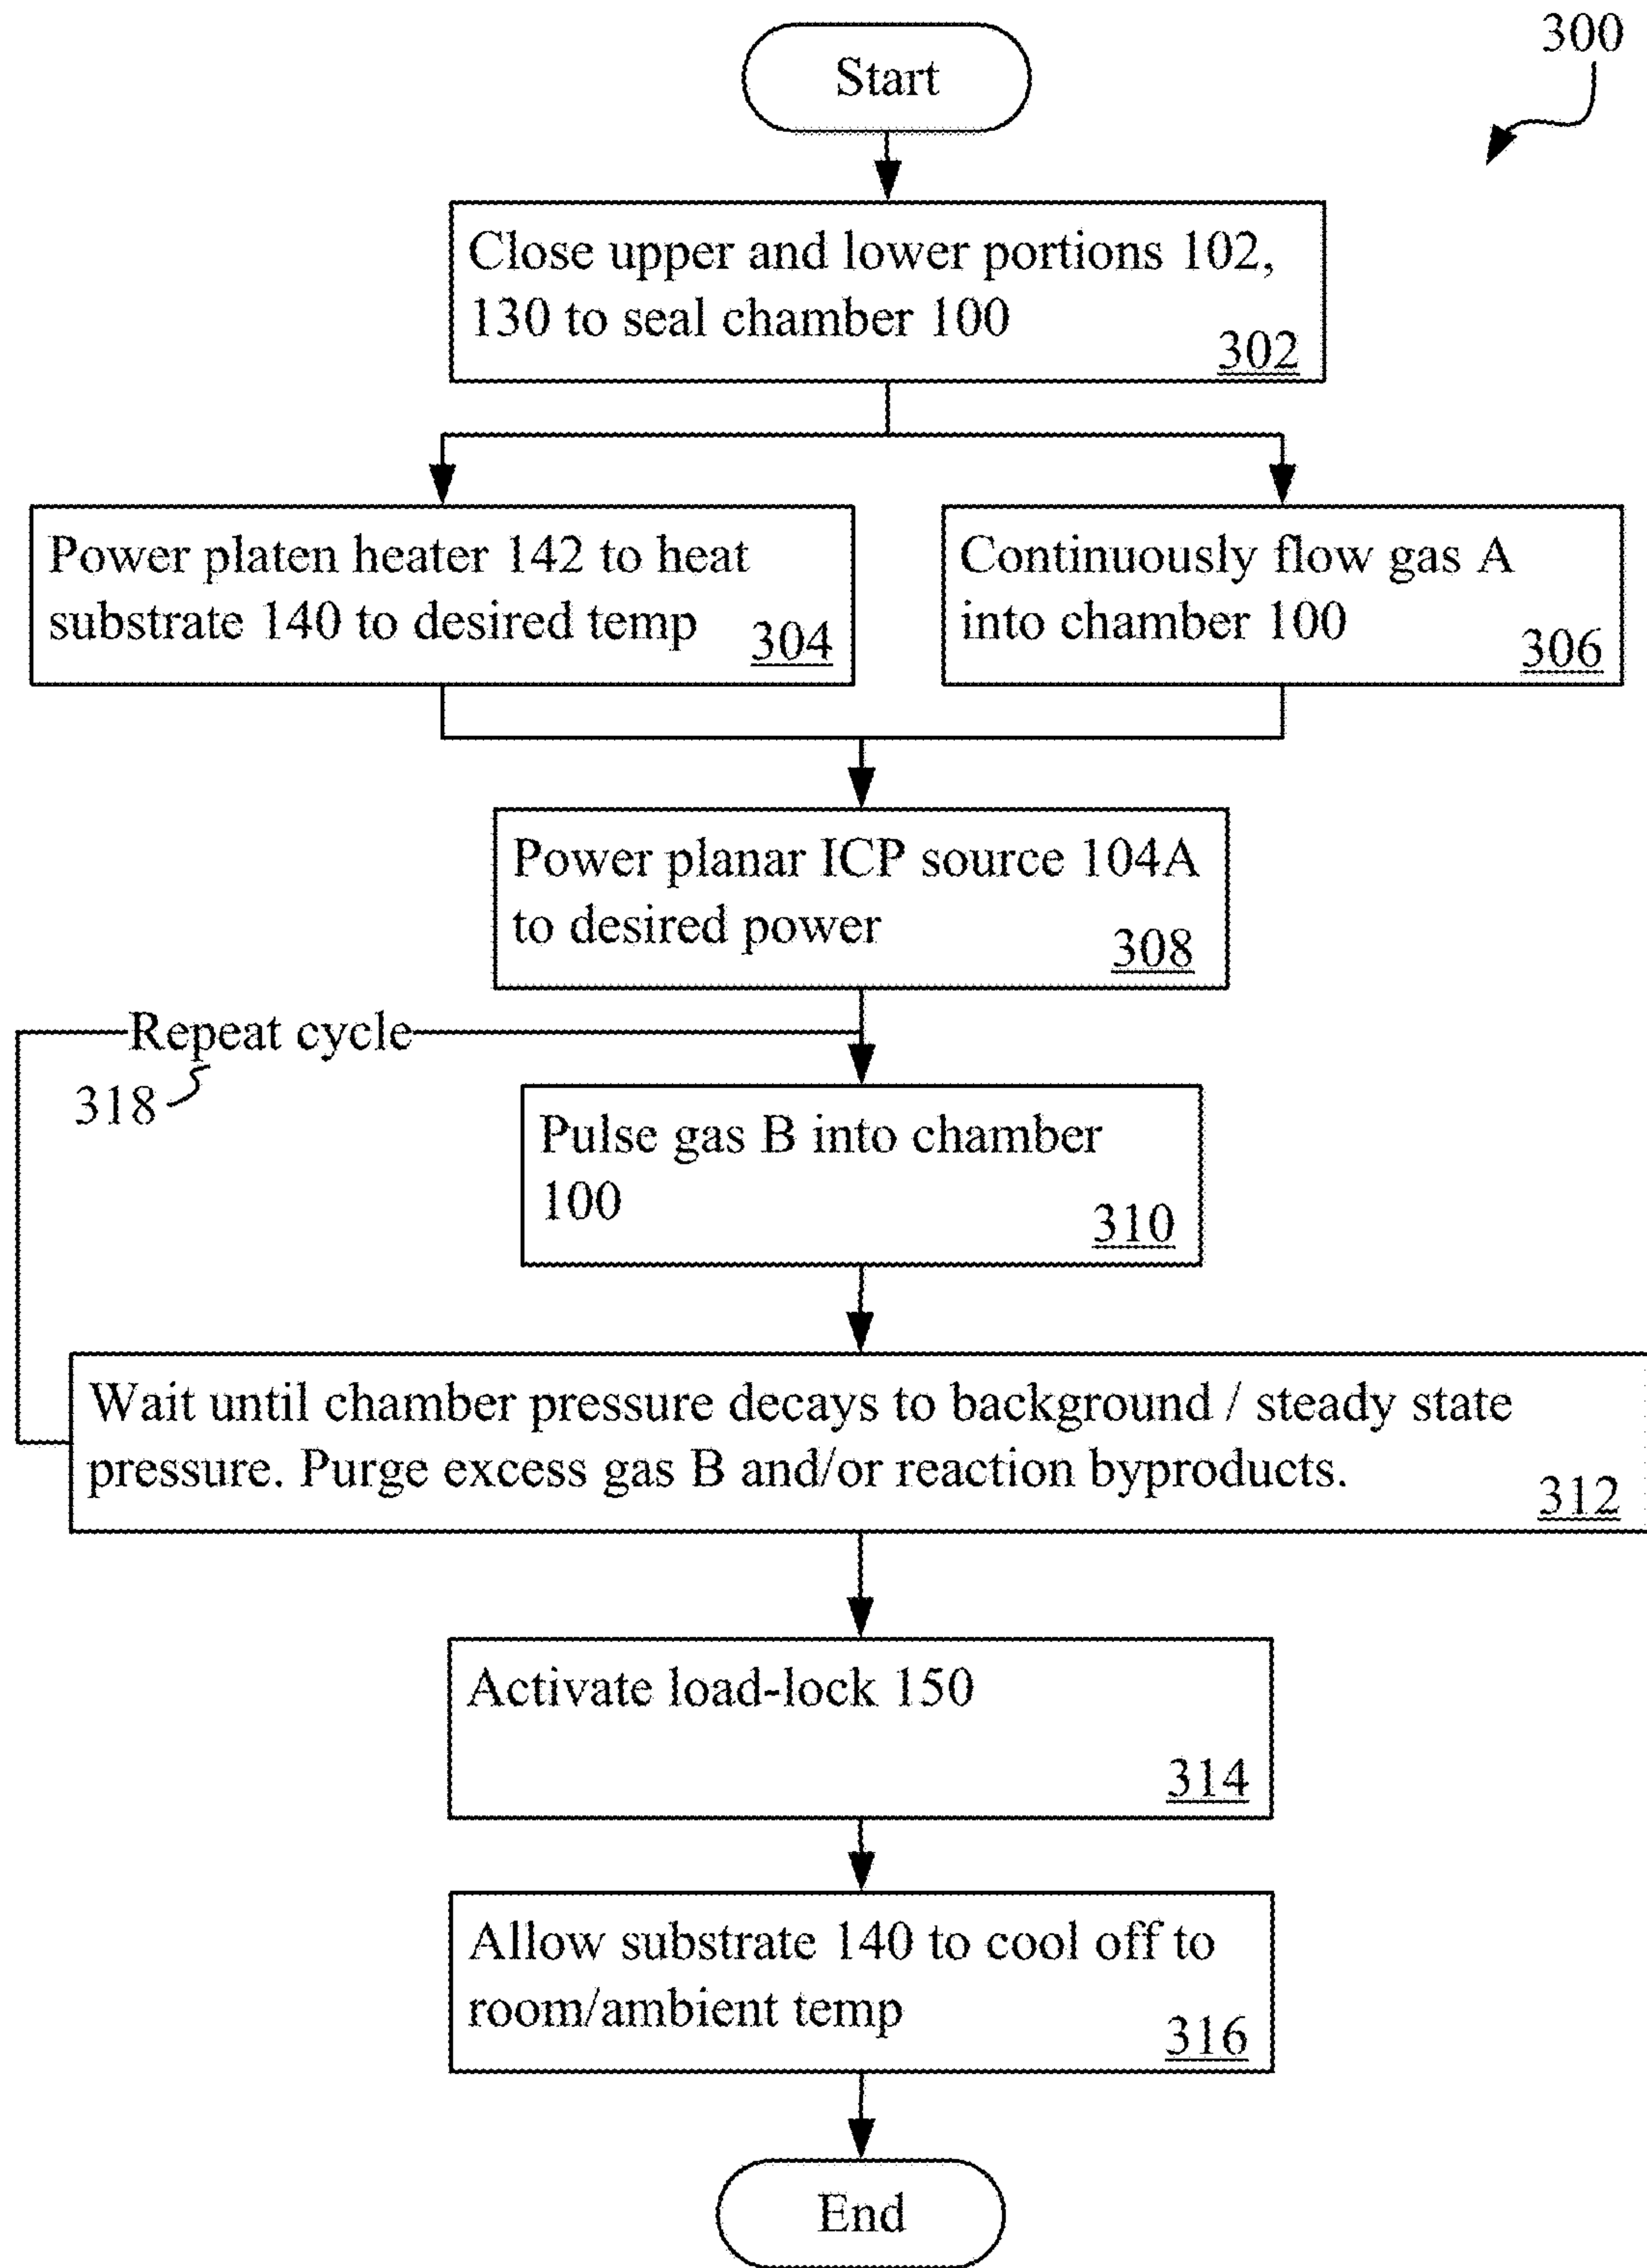 300
Start
Close upper and lower portions 102,
130 to seal chamber 100
302
Power platen heater 142 to heat
substrate 140 to desired temp
304
Continuously flow gas A
into chamber 100
306
Power planar ICP source 104A
to desired power
308
Repeat cycle
318
Pulse gas B into chamber
100
310
Wait until chamber pressure decays to background / steady state
pressure. Purge excess gas B and/or reaction byproducts.
312
Activate load-lock 150
314
Allow substrate 140 to cool off to
room/ambient temp
316
End